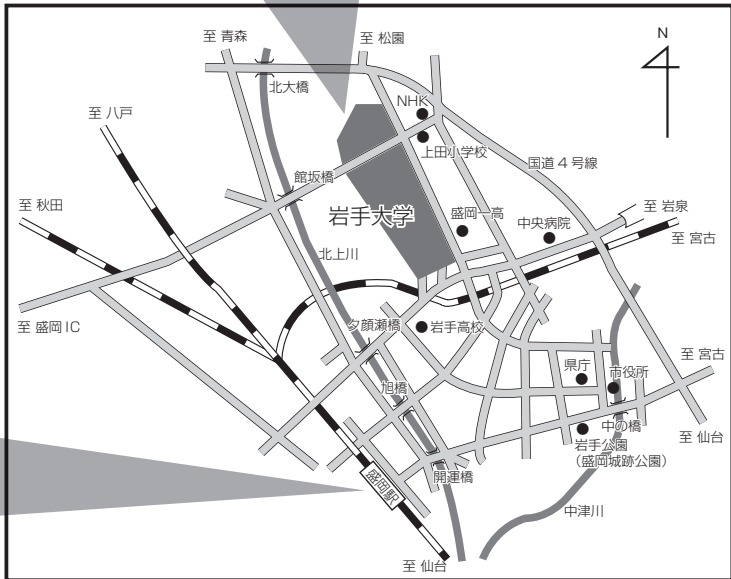 至 青森
至 松園
N
北大橋
NHK
至 八戸
上田小学校
国道４号線
館坂橋
至 秋田
岩手大学
盛岡一高
中央病院
至 岩泉
至 宮古
北上川
至 盛岡IC
夕顔瀬橋
岩手高校
旭橋
県庁
市役所
至 宮古
中の橋
至 仙台
岩手公園
（盛岡城跡公園）
開運橋
盛岡駅
中津川
至 仙台